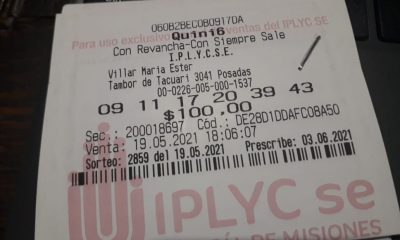 060B2BEC0B0917DA
Para uso exclusivo ventas del IPLYC SE
Quini6
Con Revancha-Con Siempre Sale
I.P.L.Y.C.S.E.
Villar Maria Ester
Tambor de Tacuari 3041 Posadas
00-0226-005-000-1537
09 11 17 20 39 43
$100,00
Sec.: 200018697 Cód.: DE28D1DDAFC08A50
Venta: 19.05.2021 18:06:07
Sorteo: 2859 del 19.05.2021 Prescribe: 03.06.2021
IPLYC se
DE MISIONES